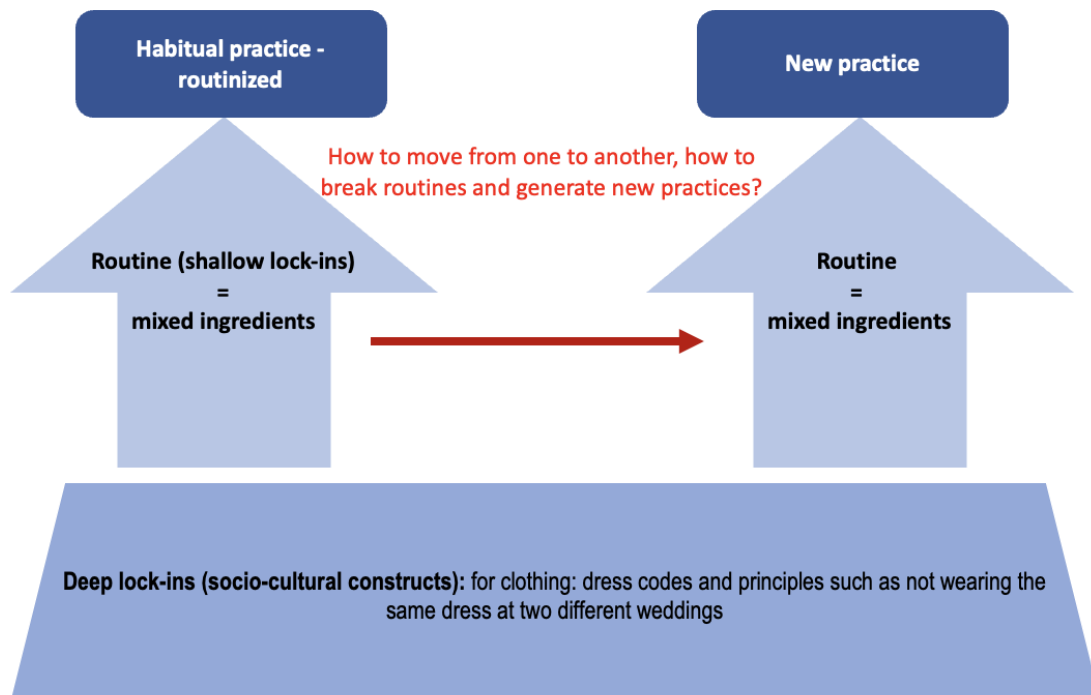 Habitual practice -
routinized
New practice
How to move from one to another, how to
break routines and generate new practices?
Routine (shallow lock-ins)
=
mixed ingredients
Routine
=
mixed ingredients
Deep lock-ins (socio-cultural constructs): for clothing: dress codes and principles such as not wearing the
same dress at two different weddings